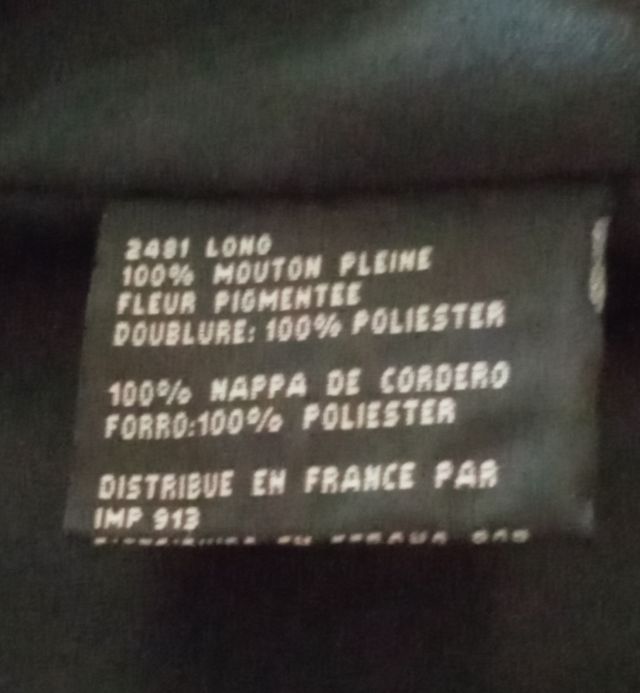 2481 LONG
100% MOUTON PLEINE
FLEUR PIGMENTEE
DOUBLURE: 100% POLIESTER
100% NAPPA DE CORDERO
FORRO:100% POLIESTER
DISTRIBUE EN FRANCE PAR
IMP 913